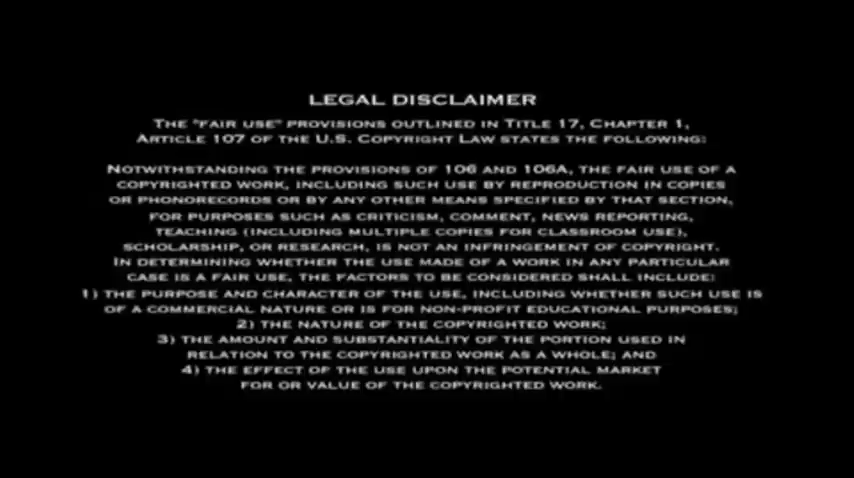 LEGAL DISCLAIMER
THE "FAIR USE" PROVISIONS OUTLINED IN TITLE 17, CHAPTER 1,
ARTICLE 107 OF THE U.S. COPYRIGHT LAW STATES THE FOLLOWING:
NOTWITHSTANDING THE PROVISIONS OF 106 AND 106A, THE FAIR USE OF A
COPYRIGHTED WORK, INCLUDING SUCH USE BY REPRODUCTION IN COPIES
OR PHONORECORDS OR BY ANY OTHER MEANS SPECIFIED BY THAT SECTION,
FOR PURPOSES SUCH AS CRITICISM, COMMENT, NEWS REPORTING,
TEACHING (INCLUDING MULTIPLE COPIES FOR CLASSROOM USE),
SCHOLARSHIP, OR RESEARCH, IS NOT AN INFRINGEMENT OF COPYRIGHT.
IN DETERMINING WHETHER THE USE MADE OF A WORK IN ANY PARTICULAR
CASE IS A FAIR USE, THE FACTORS TO BE CONSIDERED SHALL INCLUDE:
1) THE PURPOSE AND CHARACTER OF THE USE, INCLUDING WHETHER SUCH USE IS
OF A COMMERCIAL NATURE OR IS FOR NON-PROFIT EDUCATIONAL PURPOSES;
2) THE NATURE OF THE COPYRIGHTED WORK;
3) THE AMOUNT AND SUBSTANTIALITY OF THE PORTION USED IN
RELATION TO THE COPYRIGHTED WORK AS A WHOLE; AND
4) THE EFFECT OF THE USE UPON THE POTENTIAL MARKET
FOR OR VALUE OF THE COPYRIGHTED WORK.